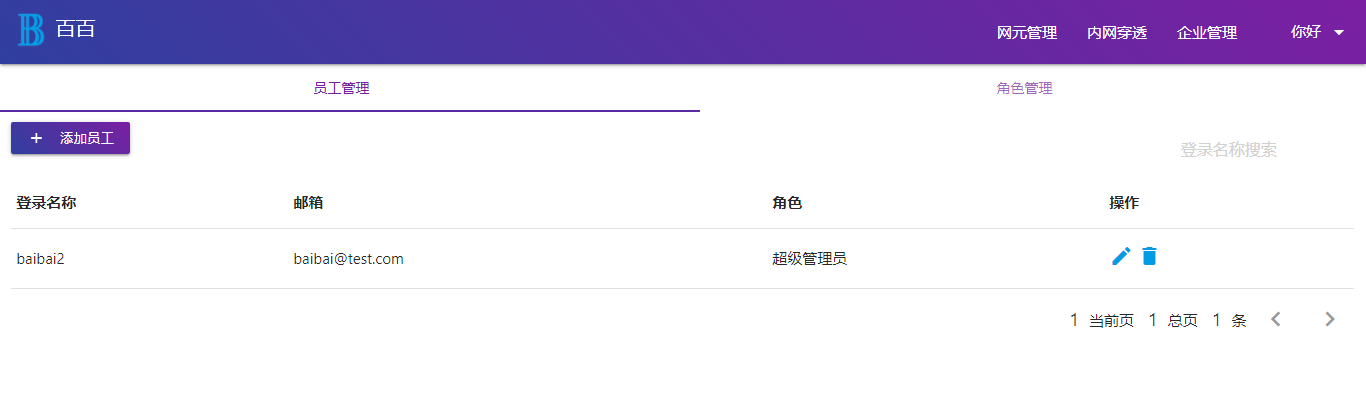 B 百百
网元管理 内网穿透 企业管理 你好
员工管理 角色管理
+ 添加员工
登录名称搜索
登录名称 邮箱 角色 操作
baibai2 baibai@test.com 超级管理员
1 当前页 1 总页 1 条